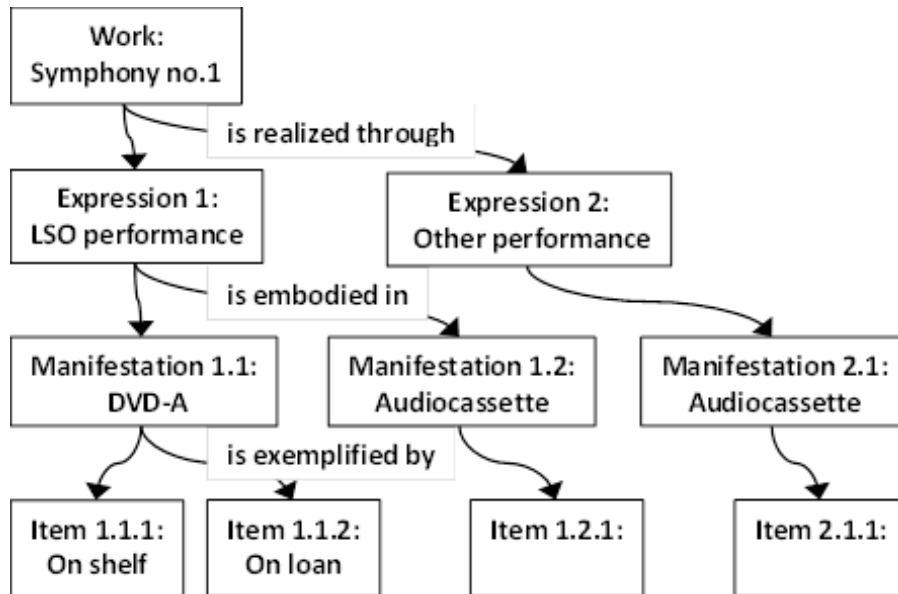 Work:
Symphony no.1
is realized through
Expression 1:
LSO performance
Expression 2:
Other performance
is embodied in
Manifestation 1.1:
DVD-A
Manifestation 1.2:
Audiocassette
Manifestation 2.1:
Audiocassette
is exemplified by
Item 1.1.1:
On shelf
Item 1.1.2:
On loan
Item 1.2.1:
Item 2.1.1: